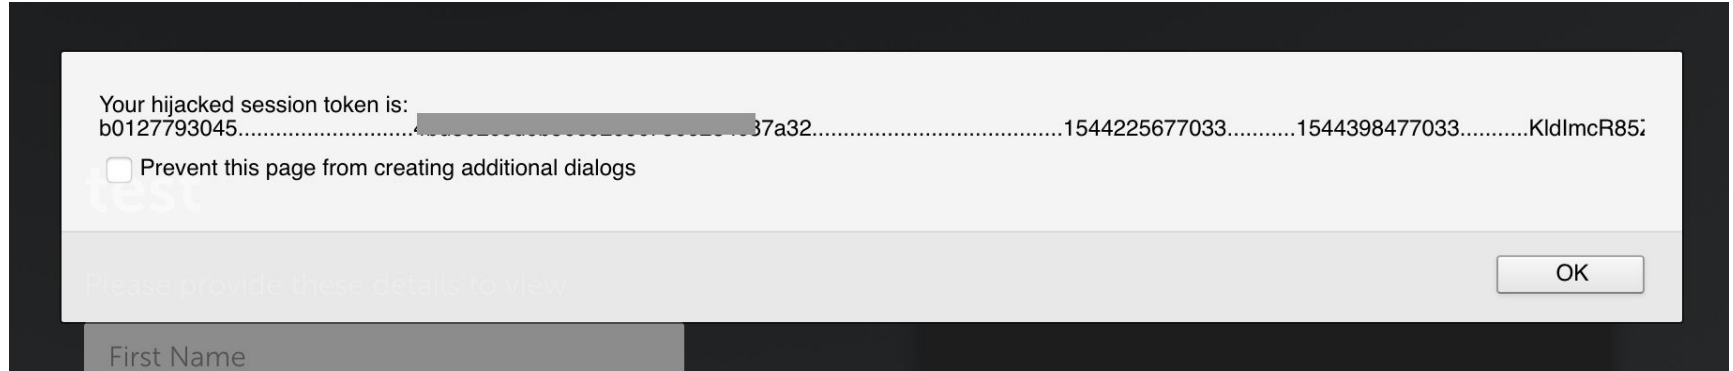 Your hijacked session token is:
b0127793045...........................4 37a32.......................................1544225677033...........1544398477033...........KldImcR85
Prevent this page from creating additional dialogs
test
Please provide these details to view
OK
First Name